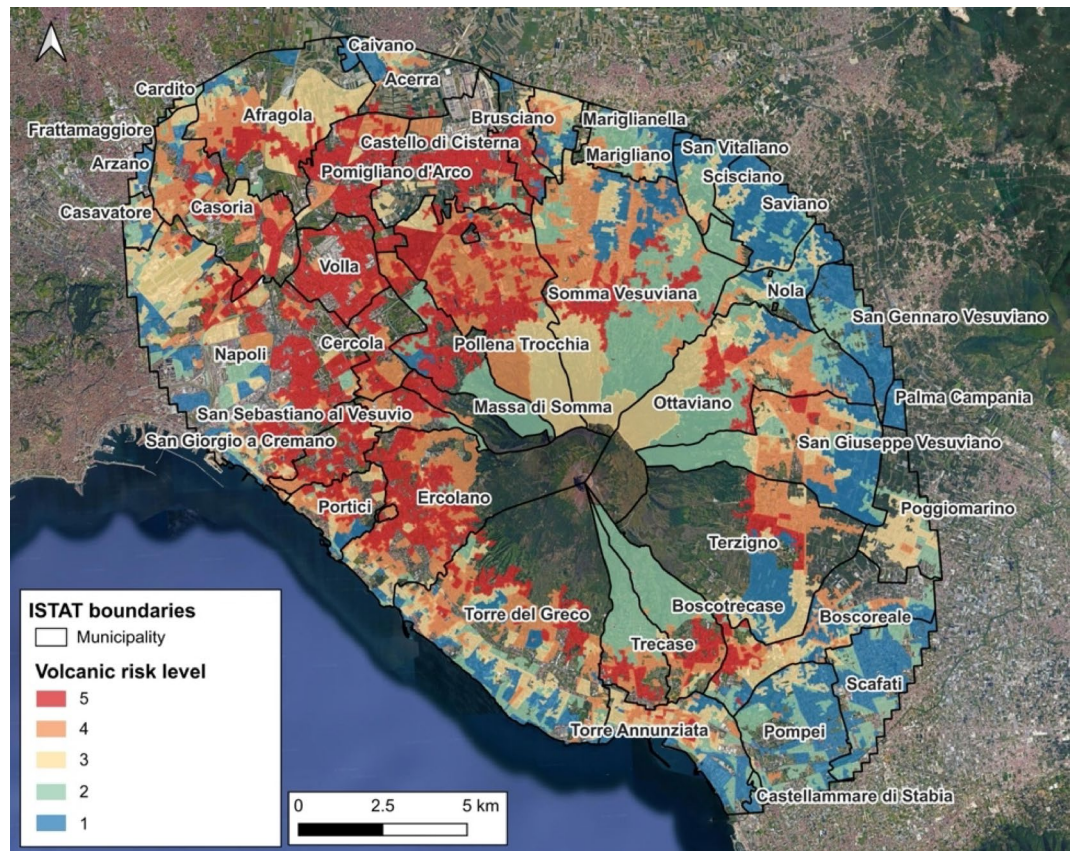 Caivano
Acerra
Cardito
Afragola
Brusciano
Mariglianella
Frattamaggiore
Castello di Cisterna
San Vitaliano
Arzano
Marigliano
Pomigliano d'Arco
Scisciano
Casavatore
Casoria
Saviano
Volla
Somma Vesuviana
Nola
San Gennaro Vesuviano
Napoli
Cercola
Pollena Trocchia
Palma Campania
San Sebastiano al Vesuvio
Massa di Somma
Ottaviano
San Giorgio a Cremano
San Giuseppe Vesuviano
Portici
Ercolano
Poggiomarino
Terzigno
Torre del Greco
Boscotrecase
Boscoreale
Trecase
Scafati
Torre Annunziata
Pompei
Castellammare di Stabia
ISTAT boundaries
Municipality
Volcanic risk level
5
4
3
2
1
0 2.5 5 km